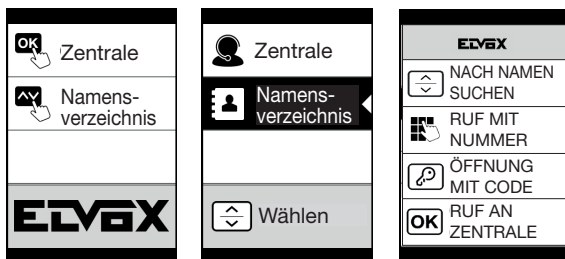 OK Zentrale
Namens-
verzeichnis
ELVOX
Zentrale
Namens-
verzeichnis
Wählen
ELVOX
NACH NAMEN
SUCHEN
RUF MIT
NUMMER
ÖFFNUNG
MIT CODE
OK RUF AN
ZENTRALE